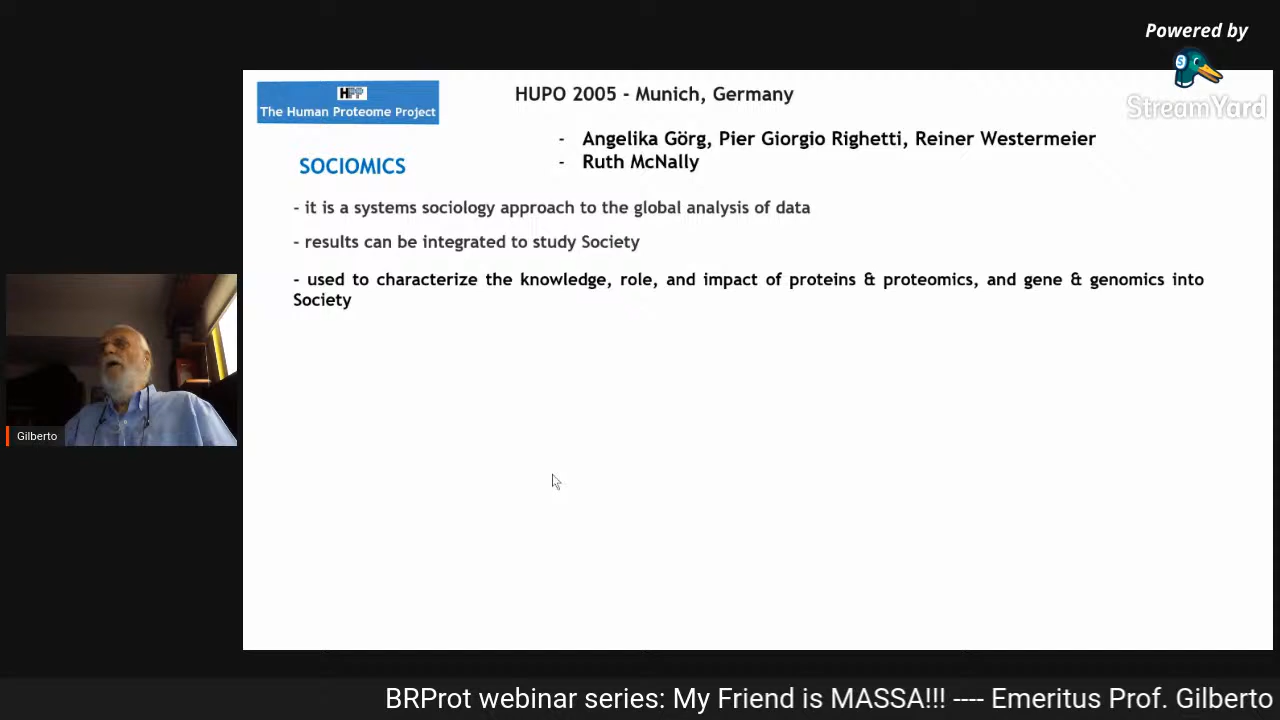 Powered by
StreamYard
HPP
The Human Proteome Project
HUPO 2005 - Munich, Germany
- Angelika Görg, Pier Giorgio Righetti, Reiner Westermeier
- Ruth McNally
SOCIOMICS
- it is a systems sociology approach to the global analysis of data
- results can be integrated to study Society
- used to characterize the knowledge, role, and impact of proteins & proteomics, and gene & genomics into
Society
Gilberto
BRProt webinar series: My Friend is MASSA!!! ---- Emeritus Prof. Gilberto